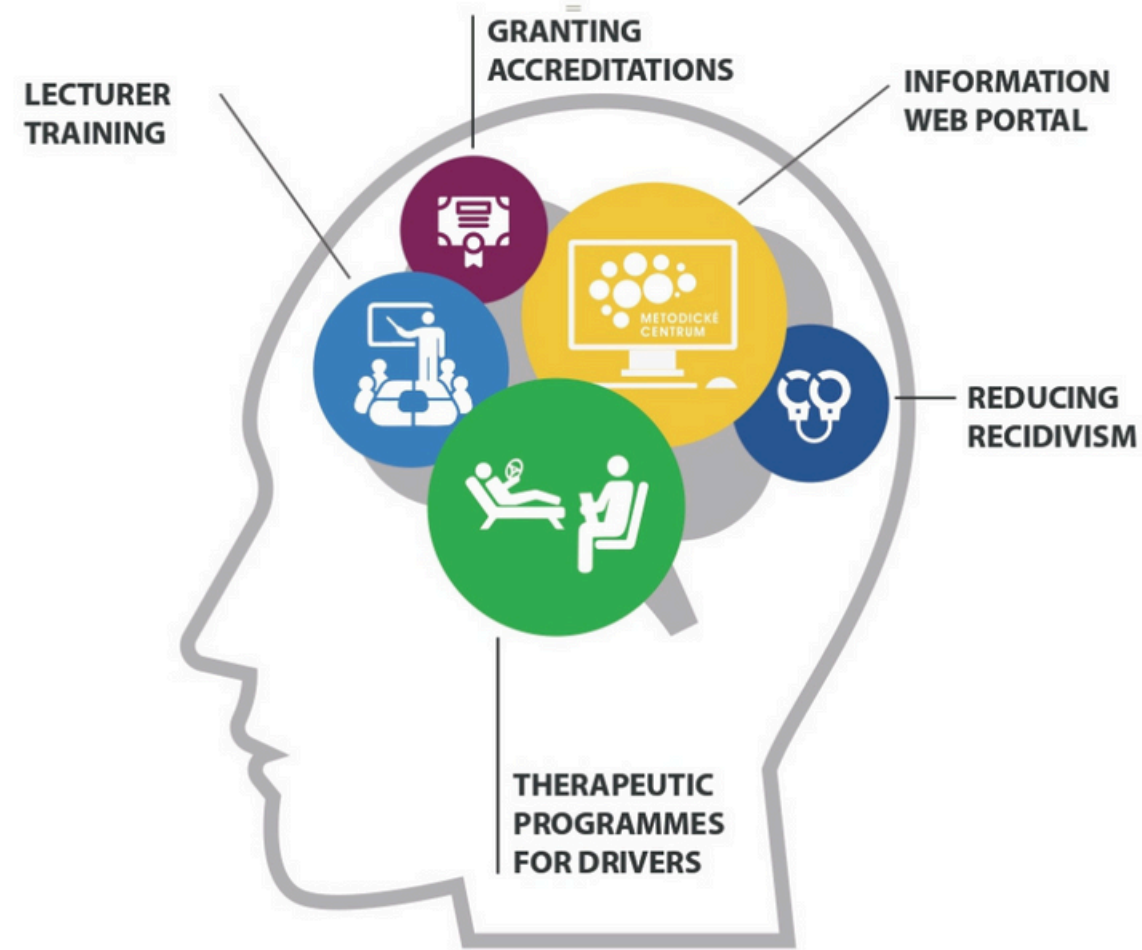 GRANTING
ACCREDITATIONS
LECTURER
TRAINING
INFORMATION
WEB PORTAL
METODICKÉ
CENTRUM
REDUCING
RECIDIVISM
THERAPEUTIC
PROGRAMMES
FOR DRIVERS